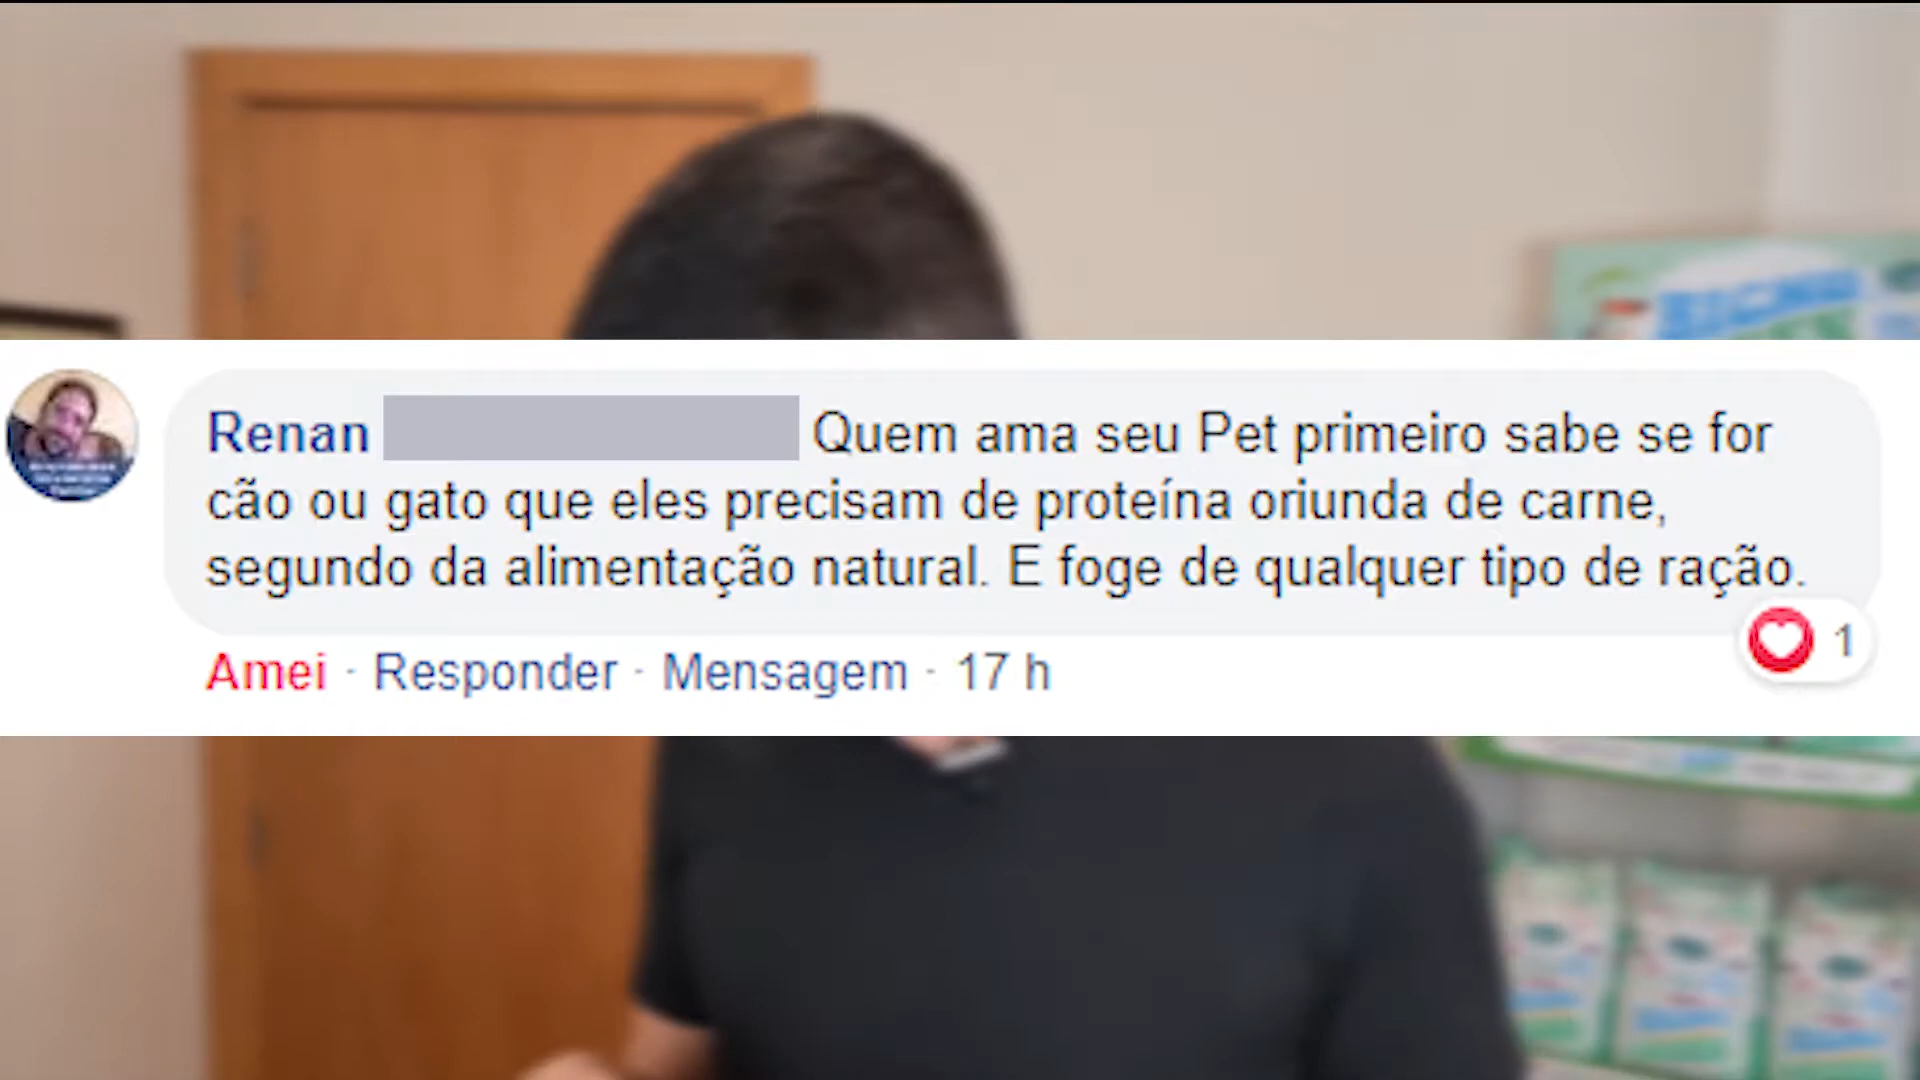 Renan Quem ama seu Pet primeiro sabe se for
cão ou gato que eles precisam de proteína oriunda de carne,
segundo da alimentação natural. E foge de qualquer tipo de ração.
1
Amei · Responder · Mensagem · 17 h